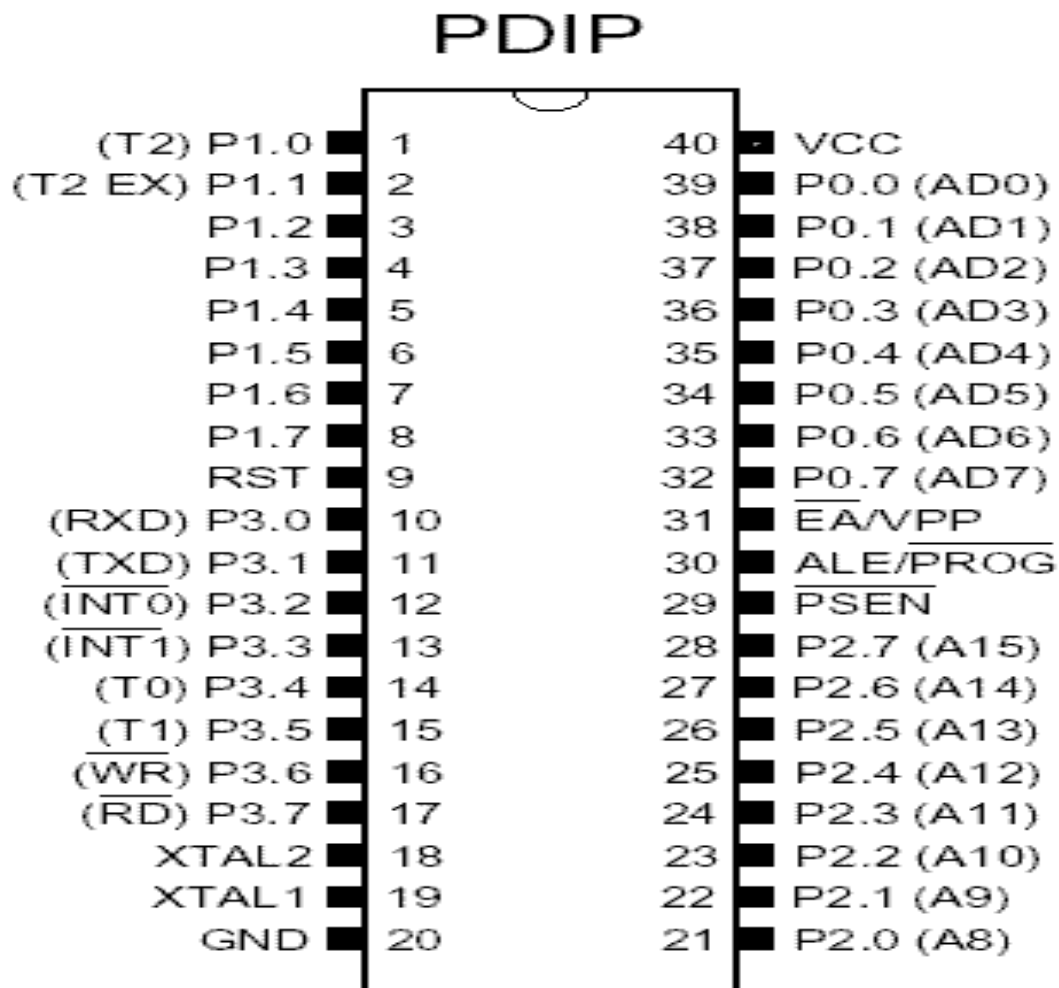 PDIP
(T2) P1.0 1 40 VCC
(T2 EX) P1.1 2 39 P0.0 (AD0)
P1.2 3 38 P0.1 (AD1)
P1.3 4 37 P0.2 (AD2)
P1.4 5 36 P0.3 (AD3)
P1.5 6 35 P0.4 (AD4)
P1.6 7 34 P0.5 (AD5)
P1.7 8 33 P0.6 (AD6)
RST 9 32 P0.7 (AD7)
(RXD) P3.0 10 31 E̅A̅/VPP
(TXD) P3.1 11 30 ALE/P̅R̅O̅G̅
(I̅N̅T̅0̅) P3.2 12 29 P̅S̅E̅N̅
(I̅N̅T̅1̅) P3.3 13 28 P2.7 (A15)
(T0) P3.4 14 27 P2.6 (A14)
(T1) P3.5 15 26 P2.5 (A13)
(W̅R̅) P3.6 16 25 P2.4 (A12)
(R̅D̅) P3.7 17 24 P2.3 (A11)
XTAL2 18 23 P2.2 (A10)
XTAL1 19 22 P2.1 (A9)
GND 20 21 P2.0 (A8)